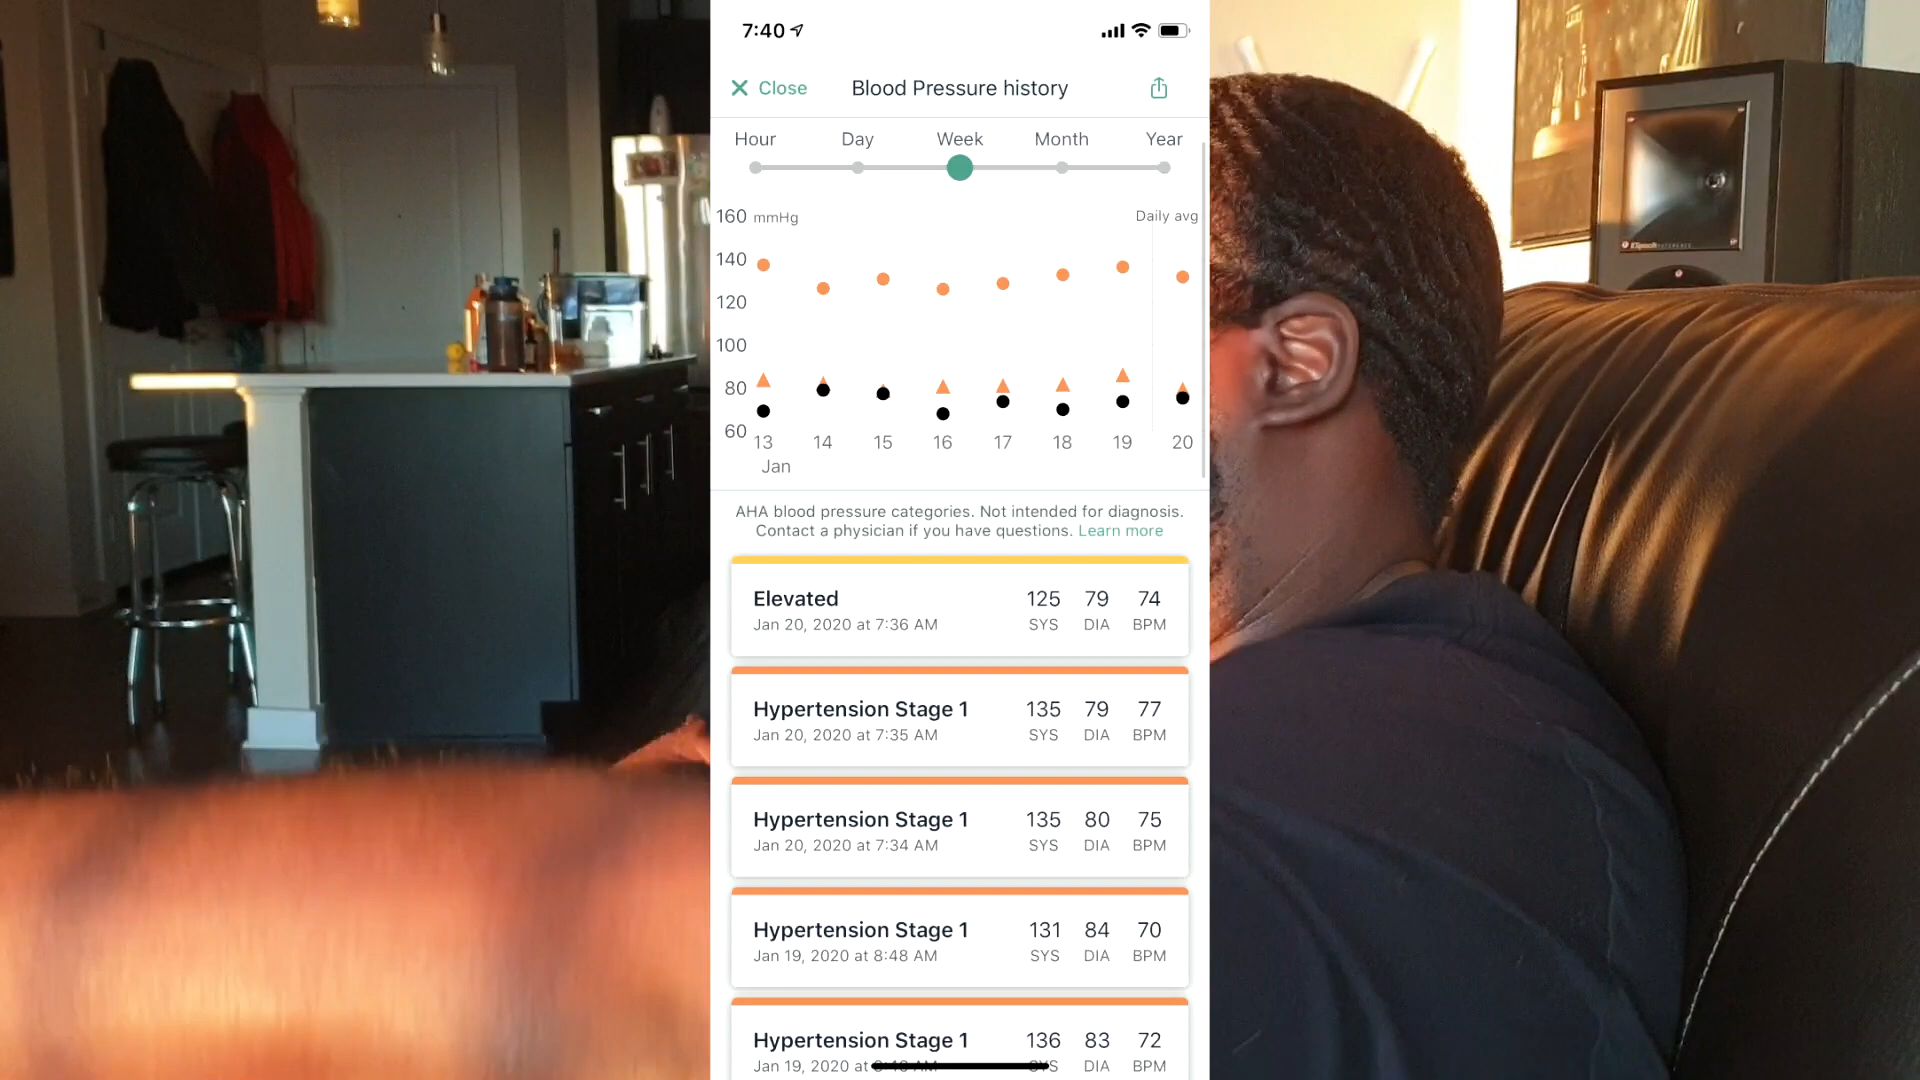 7:40
Close
Blood Pressure history
Hour Day Week Month Year
160 mmHg
Daily avg
140
120
100
80
60
13 14 15 16 17 18 19 20
Jan
AHA blood pressure categories. Not intended for diagnosis.
Contact a physician if you have questions. Learn more
Elevated 125 79 74
Jan 20, 2020 at 7:36 AM SYS DIA BPM
Hypertension Stage 1 135 79 77
Jan 20, 2020 at 7:35 AM SYS DIA BPM
Hypertension Stage 1 135 80 75
Jan 20, 2020 at 7:34 AM SYS DIA BPM
Hypertension Stage 1 131 84 70
Jan 19, 2020 at 8:48 AM SYS DIA BPM
Hypertension Stage 1 136 83 72
Jan 19, 2020 at AM SYS DIA BPM